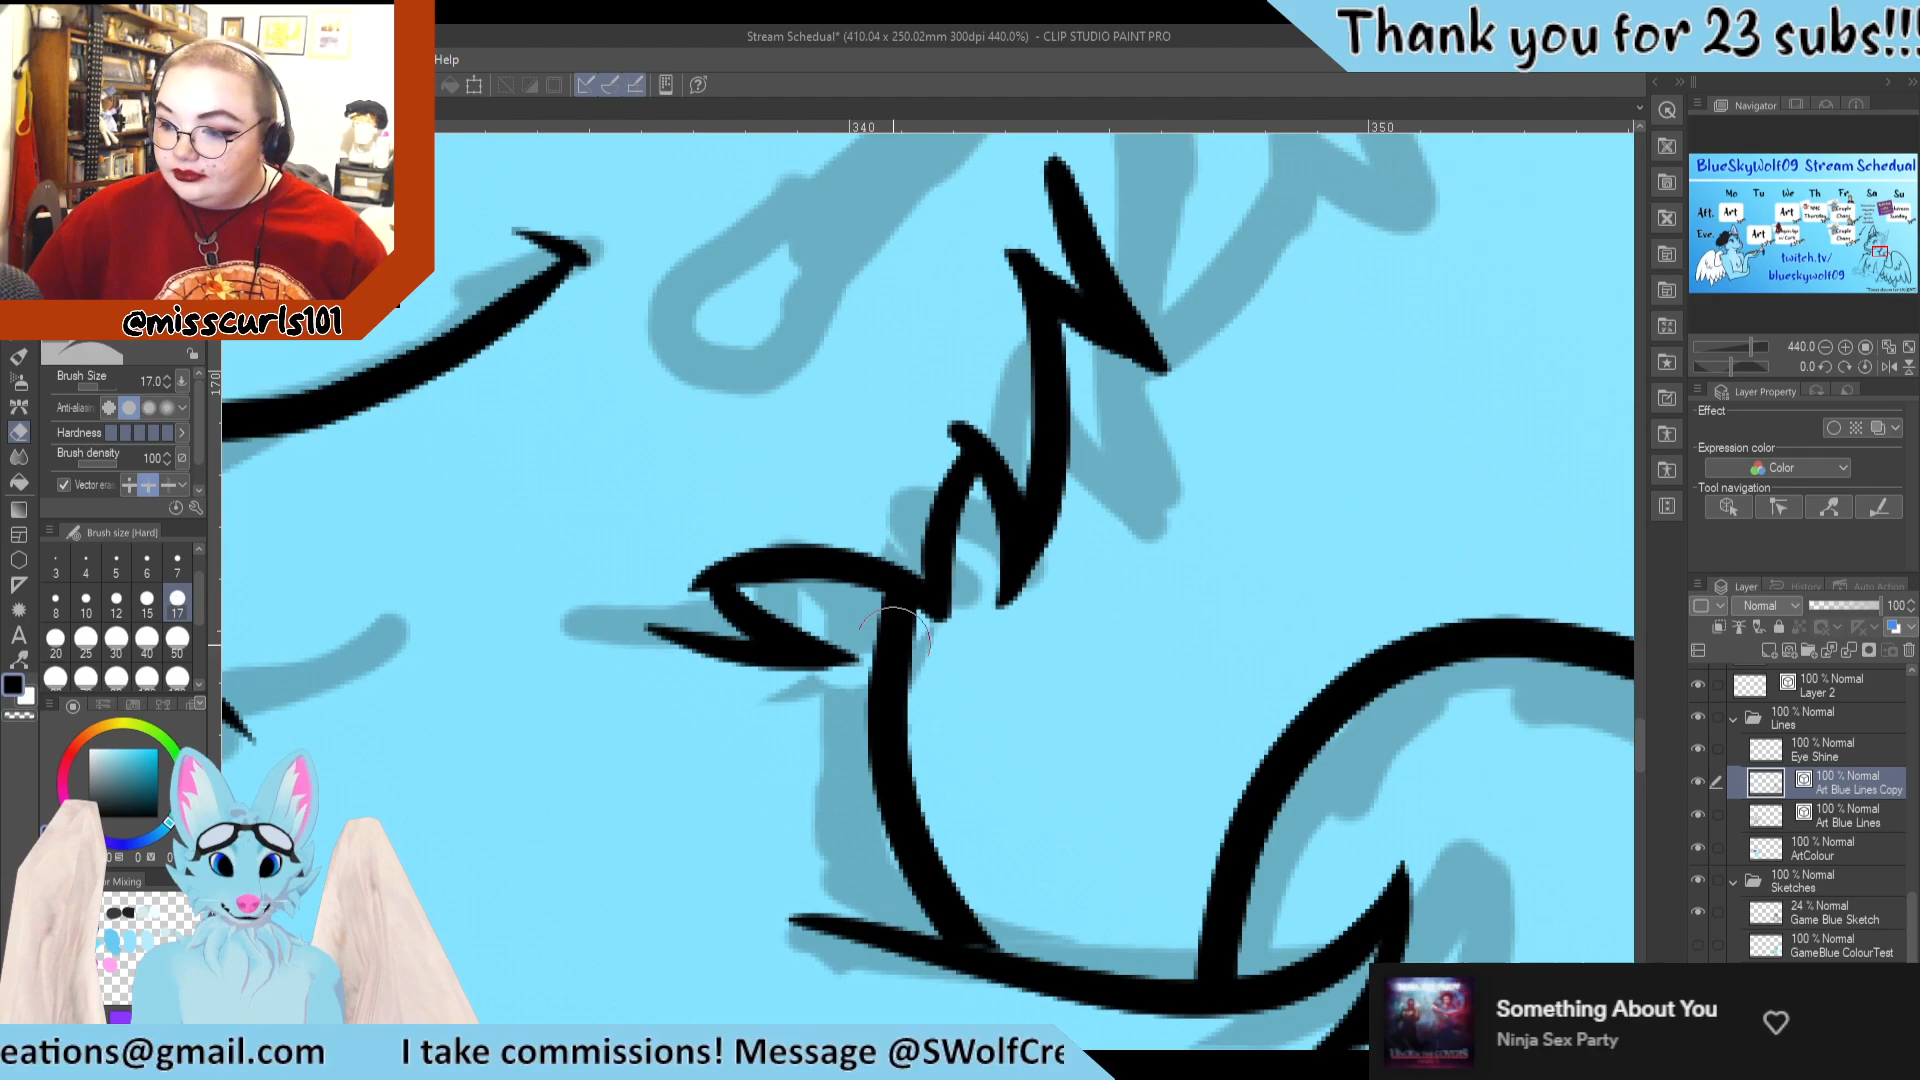 Thank you for 23 subs!!!
Stream Schedual* (410.04 x 250.02mm 300dpi 440.0%) - CLIP STUDIO PAINT PRO
Help
340
350
170
@misscurls101
Brush Size 17.0
Anti-aliasin
Hardness
Brush density 100
Vector era
Brush size [Hard]
3 4 5 6 7
8 10 12 15 17
20 25 30 40 50
or Mixing
Navigator
BlueSkyWolf09 Stream Schedual
Mo Tu We Th Fr Sa Su
Aft. Art Art
Eve. Art
twitch.tv/
blueskywolf09
440.0
0.0
Layer Property
Effect
Expression color
Color
Tool navigation
Layer History Auto Action
Normal 100
100 % Normal
Layer 2
100 % Normal
Lines
100 % Normal
Eye Shine
100 % Normal
Art Blue Lines Copy
100 % Normal
Art Blue Lines
100 % Normal
ArtColour
100 % Normal
Sketches
24 % Normal
Game Blue Sketch
100 % Normal
GameBlue ColourTest
Something About You
Ninja Sex Party
eations@gmail.com I take commissions! Message @SWolfCre